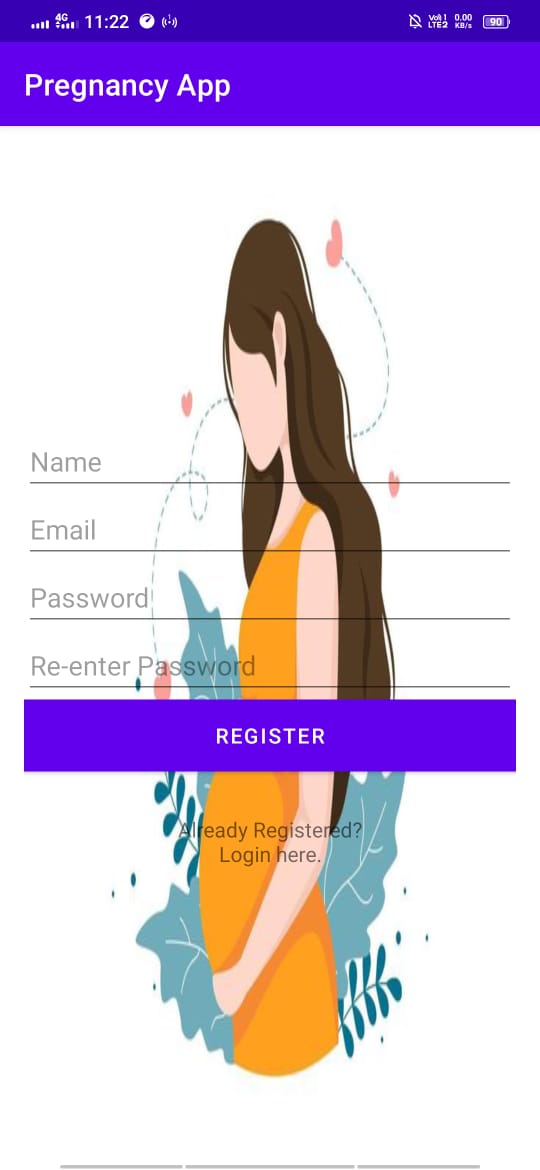 4G 11:22 Vo) 1 LTE2 0.00 KB/s 90
Pregnancy App
Name
Email
Password
Re-enter Password
REGISTER
Already Registered?
Login here.